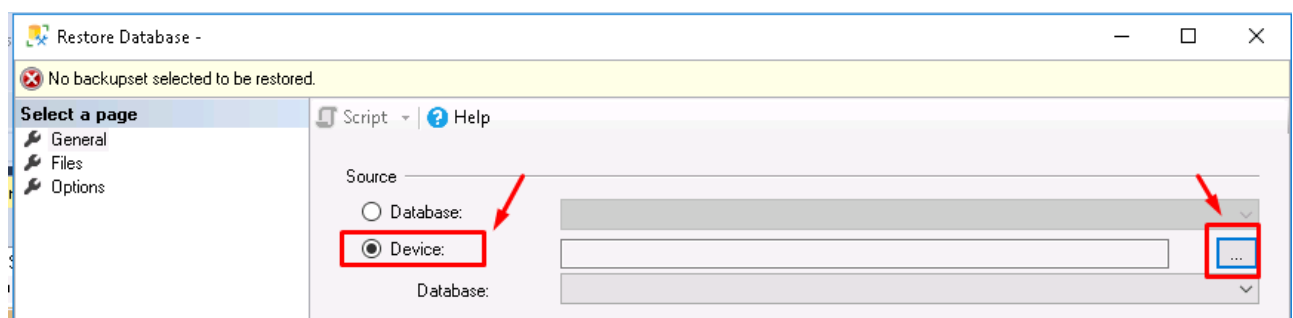 Restore Database -
No backupset selected to be restored.
Select a page
General
Files
Options
Script
Help
Source
Database:
Device:
...
Database: